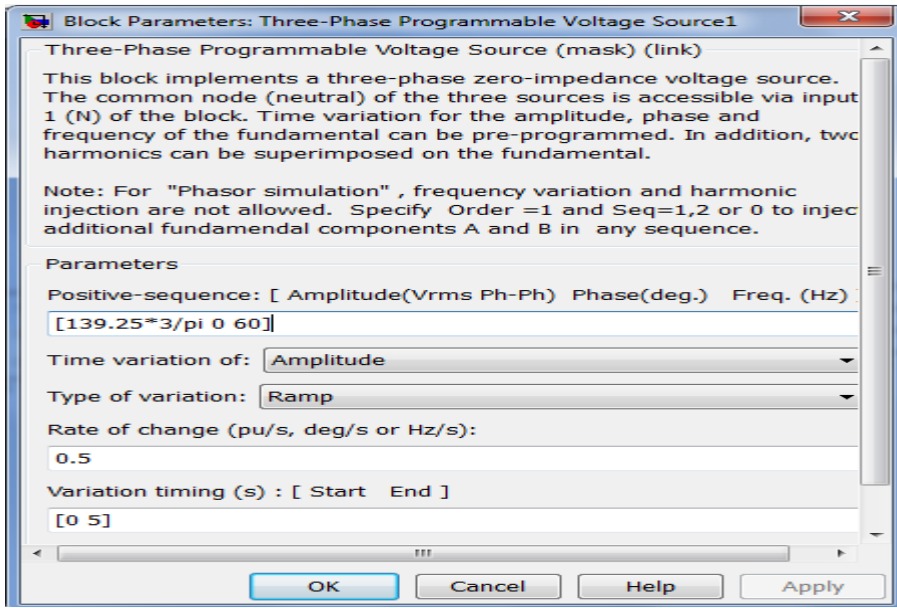 Block Parameters: Three-Phase Programmable Voltage Source1
Three-Phase Programmable Voltage Source (mask) (link)
This block implements a three-phase zero-impedance voltage source.
The common node (neutral) of the three sources is accessible via input
1 (N) of the block. Time variation for the amplitude, phase and
frequency of the fundamental can be pre-programmed. In addition, two
harmonics can be superimposed on the fundamental.
Note: For "Phasor simulation" , frequency variation and harmonic
injection are not allowed. Specify Order =1 and Seq=1,2 or 0 to injec
additional fundamendal components A and B in any sequence.
Parameters
Positive-sequence: [ Amplitude(Vrms Ph-Ph) Phase(deg.) Freq. (Hz) ]
[139.25*3/pi 0 60]
Time variation of: Amplitude
Type of variation: Ramp
Rate of change (pu/s, deg/s or Hz/s):
0.5
Variation timing (s) : [ Start End ]
[0 5]
OK Cancel Help Apply